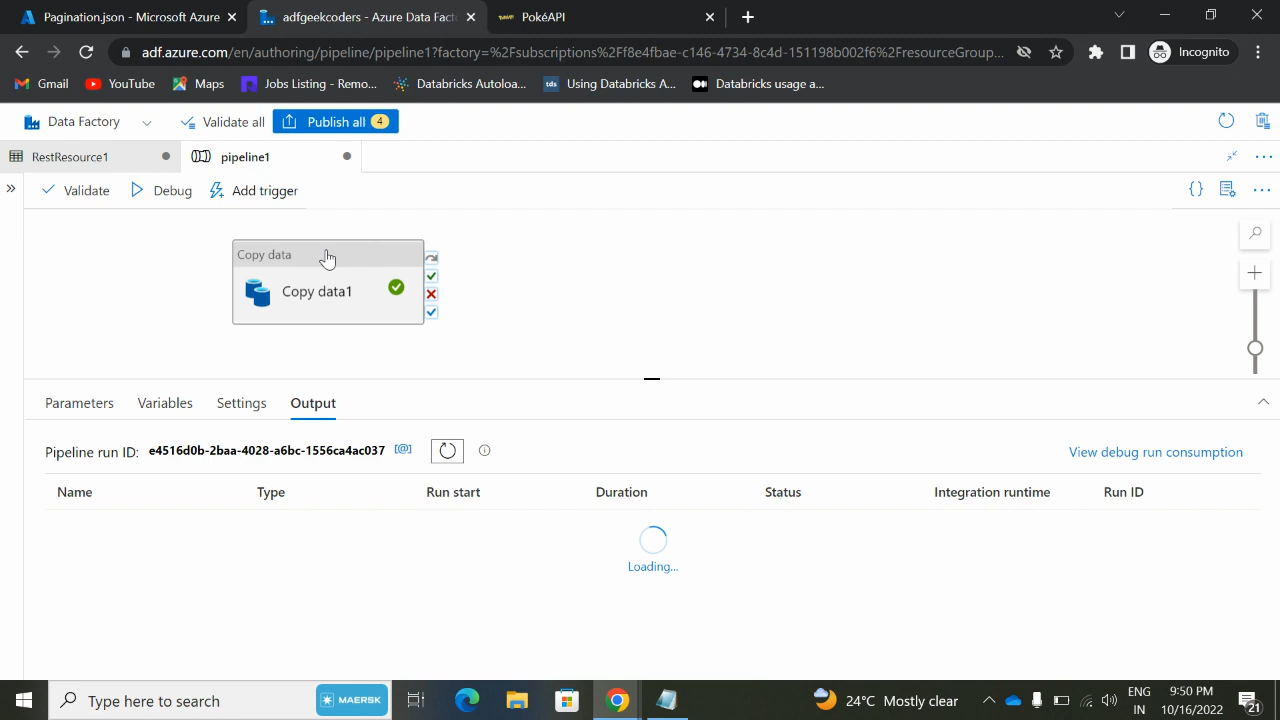 Pagination.json - Microsoft Azure
adfgeekcoders - Azure Data Fact
PokéAPI
adf.azure.com/en/authoring/pipeline/pipeline1?factory=%2Fsubscriptions%2Ff8e4fbae-c146-4734-8c4d-151198b002f6%2FresourceGroup...
Incognito
Gmail
YouTube
Maps
Jobs Listing - Remo...
Databricks Autoloa...
tds
Using Databricks A...
Databricks usage a...
Data Factory
Validate all
Publish all 4
RestResource1
pipeline1
Validate
Debug
Add trigger
Copy data
Copy data1
Parameters
Variables
Settings
Output
Pipeline run ID: e4516d0b-2baa-4028-a6bc-1556ca4ac037 [@]
View debug run consumption
Name
Type
Run start
Duration
Status
Integration runtime
Run ID
Loading...
Type here to search
MAERSK
24°C Mostly clear
ENG
IN
9:50 PM
10/16/2022
21